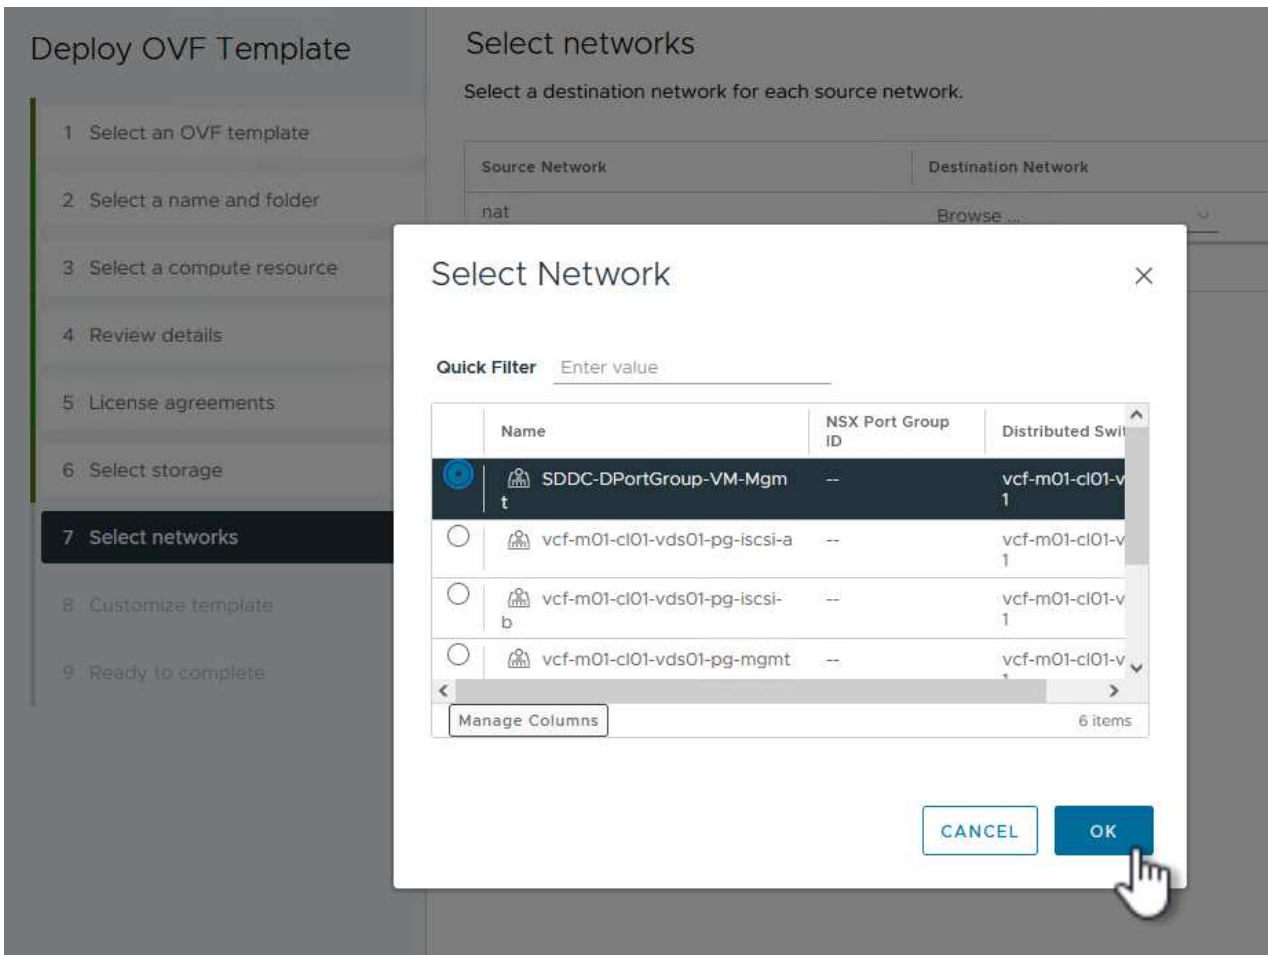 Deploy OVF Template
1 Select an OVF template
2 Select a name and folder
3 Select a compute resource
4 Review details
5 License agreements
6 Select storage
7 Select networks
8 Customize template
9 Ready to complete
Select networks
Select a destination network for each source network.
Source Network Destination Network
nat Browse ...
Select Network
Quick Filter Enter value
Name NSX Port Group ID Distributed Swit
SDDC-DPortGroup-VM-Mgm -- vcf-m01-cl01-v
t 1
vcf-m01-cl01-vds01-pg-iscsi-a -- vcf-m01-cl01-v
1
vcf-m01-cl01-vds01-pg-iscsi- -- vcf-m01-cl01-v
b 1
vcf-m01-cl01-vds01-pg-mgmt -- vcf-m01-cl01-v
Manage Columns 6 items
CANCEL OK